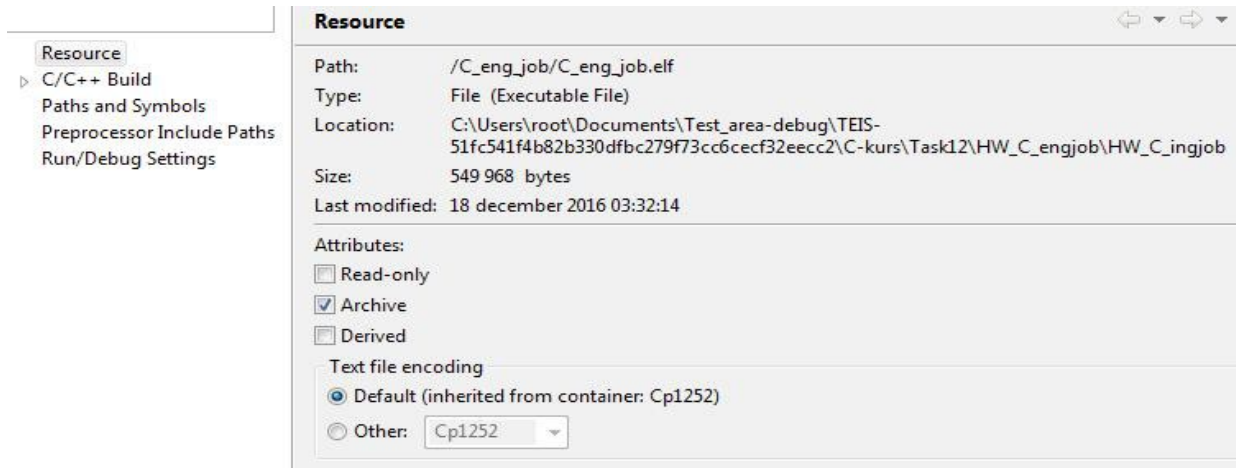 Resource
C/C++ Build
Paths and Symbols
Preprocessor Include Paths
Run/Debug Settings
Resource
Path: /C_eng_job/C_eng_job.elf
Type: File (Executable File)
Location: C:\Users\root\Documents\Test_area-debug\TEIS-
51fc541f4b82b330dfbc279f73cc6cecf32eecc2\C-kurs\Task12\HW_C_engjob\HW_C_ingjob
Size: 549 968 bytes
Last modified: 18 december 2016 03:32:14
Attributes:
Read-only
Archive
Derived
Text file encoding
Default (inherited from container: Cp1252)
Other: Cp1252